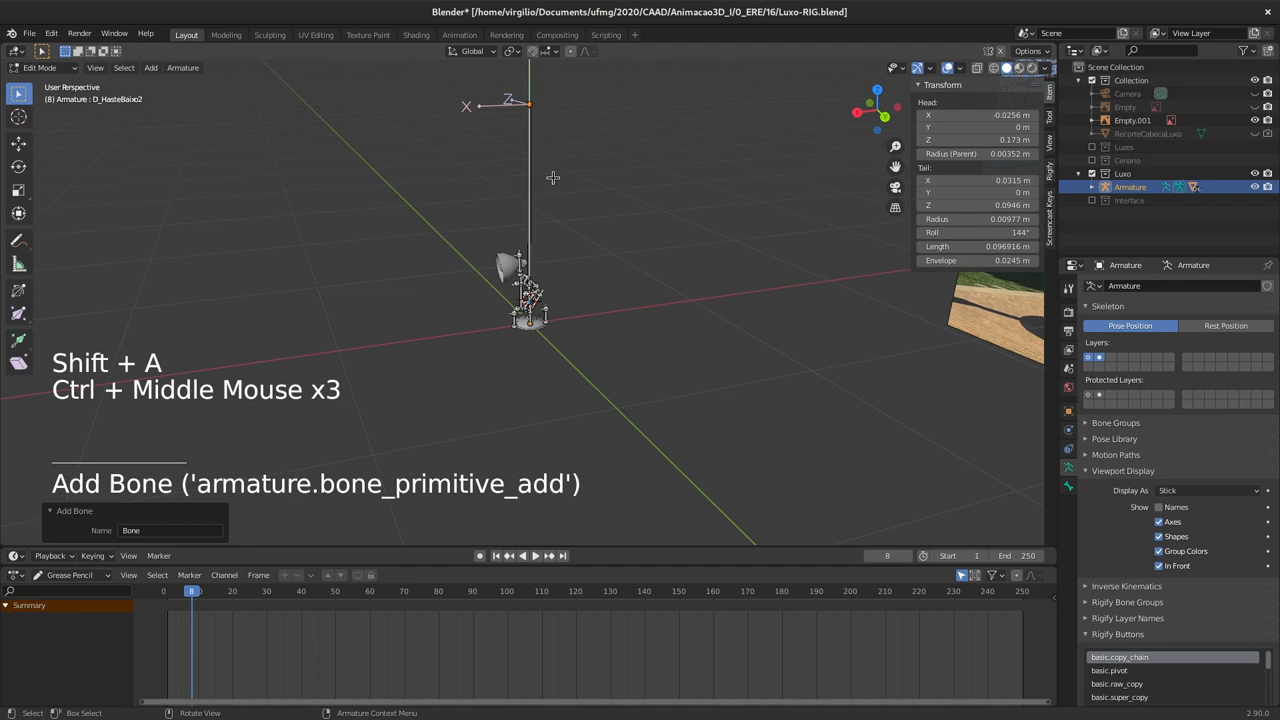 Blender* [/home/virgilio/Documents/ufmg/2020/CAAD/Animacao3D_I/0_ERE/16/Luxo-RIG.blend]
File Edit Render Window Help Layout Modeling Sculpting UV Editing Texture Paint Shading Animation Rendering Compositing Scripting + Scene View Layer
Global Options
Edit Mode View Select Add Armature
User Perspective
(8) Armature : D_HasteBaixo2
X Z
X Y Z
Transform
Head:
X -0.0256 m
Y 0 m
Z 0.173 m
Radius (Parent) 0.00352 m
Tail:
X 0.0315 m
Y 0 m
Z 0.0946 m
Radius 0.00977 m
Roll 144°
Length 0.096916 m
Envelope 0.0245 m
Item
Tool
View
Rigify
Screencast Keys
Scene Collection
Collection
Camera
Empty
Empty.001
RecorteCabecaLuxo
Luzes
Cenario
Luxo
Armature
Interface
Armature Armature
Armature
Skeleton
Pose Position Rest Position
Layers:
Protected Layers:
Bone Groups
Pose Library
Motion Paths
Viewport Display
Display As Stick
Show Names
Axes
Shapes
Group Colors
In Front
Inverse Kinematics
Rigify Bone Groups
Rigify Layer Names
Rigify Buttons
basic.copy_chain
basic.pivot
basic.raw_copy
basic.super_copy
Shift + A
Ctrl + Middle Mouse x3
Add Bone ('armature.bone_primitive_add')
Add Bone
Name Bone
Playback Keying View Marker 8 Start 1 End 250
Grease Pencil View Select Marker Channel Frame
0 8 20 30 40 50 60 70 80 90 100 110 120 130 140 150 160 170 180 190 200 210 220 230 240 250
Summary
Select Box Select Rotate View Armature Context Menu 2.90.0